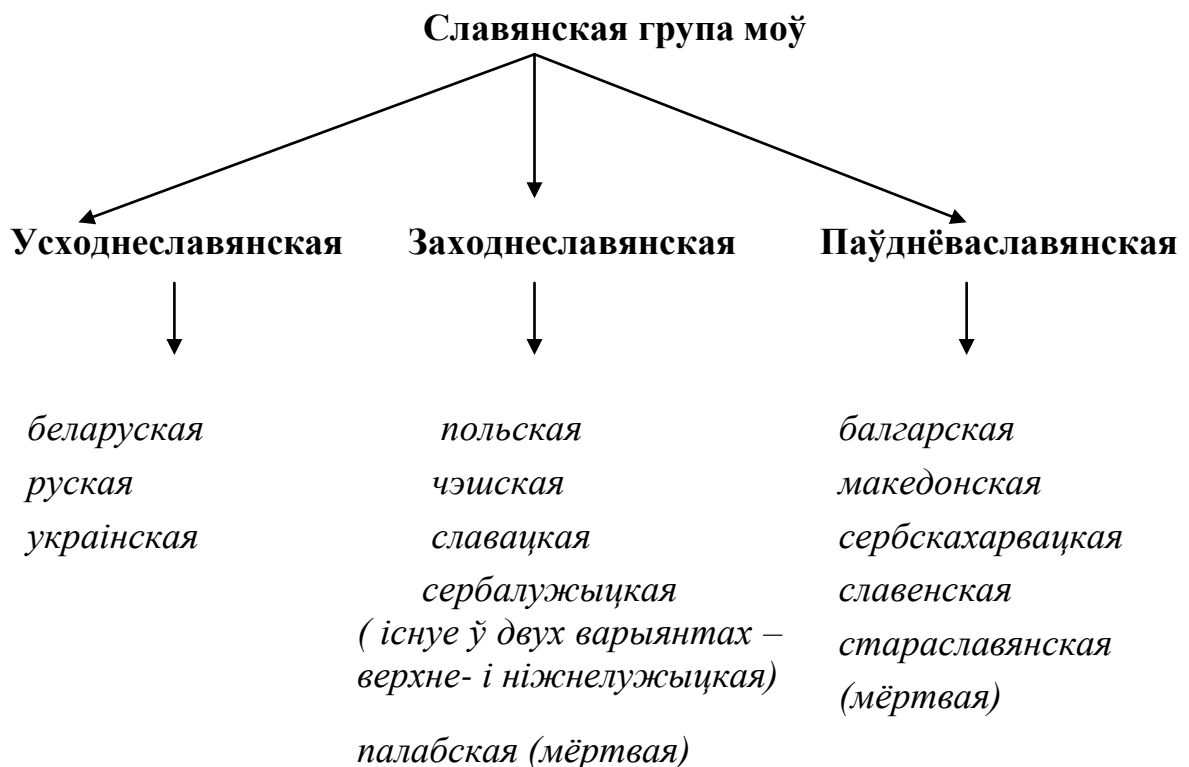 Славянская група моў
Усходнеславянская
Заходнеславянская
Паўднёваславянская
беларуская
руская
украінская
польская
чэшская
славацкая
сербалужыцкая
( існуе ў двух варыянтах –
верхне- і ніжнелужыцкая)
палабская (мёртвая)
балгарская
македонская
сербскахарвацкая
славенская
стараславянская
(мёртвая)